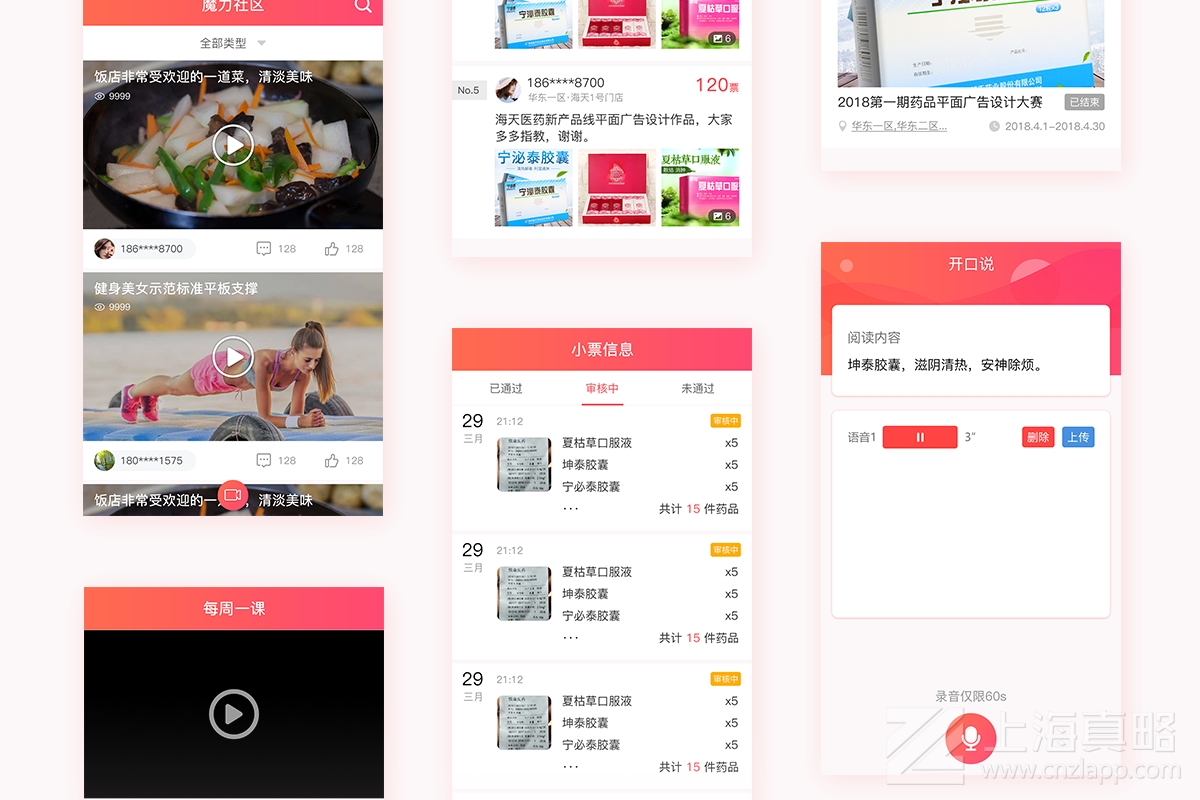 魔力社区
全部类型
饭店非常受欢迎的一道菜，清淡美味
9999
186****8700
128
128
健身美女示范标准平板支撑
9999
180****1575
128
128
饭店非常受欢迎的一
，清淡美味
每周一课
6
No.5
186****8700
120票
华东一区·海天1号门店
海天医药新产品线平面广告设计作品，大家
多多指教，谢谢。
宁泌泰胶囊
夏枯草口服液
夏枯草口服
6
小票信息
已通过
审核中
未通过
29
三月
21:12
审核中
夏枯草口服液
x5
坤泰胶囊
x5
宁必泰胶囊
x5
...
共计 15 件药品
29
三月
21:12
审核中
夏枯草口服液
x5
坤泰胶囊
x5
宁必泰胶囊
x5
...
共计 15 件药品
29
三月
21:12
审核中
夏枯草口服液
x5
坤泰胶囊
x5
宁必泰胶囊
x5
...
共计 15 件药品
2018第一期药品平面广告设计大赛
已结束
华东一区,华东二区...
2018.4.1-2018.4.30
开口说
阅读内容
坤泰胶囊，滋阴清热，安神除烦。
语音1
3″
删除
上传
录音仅限60s
上海真略
www.cnzlapp.com